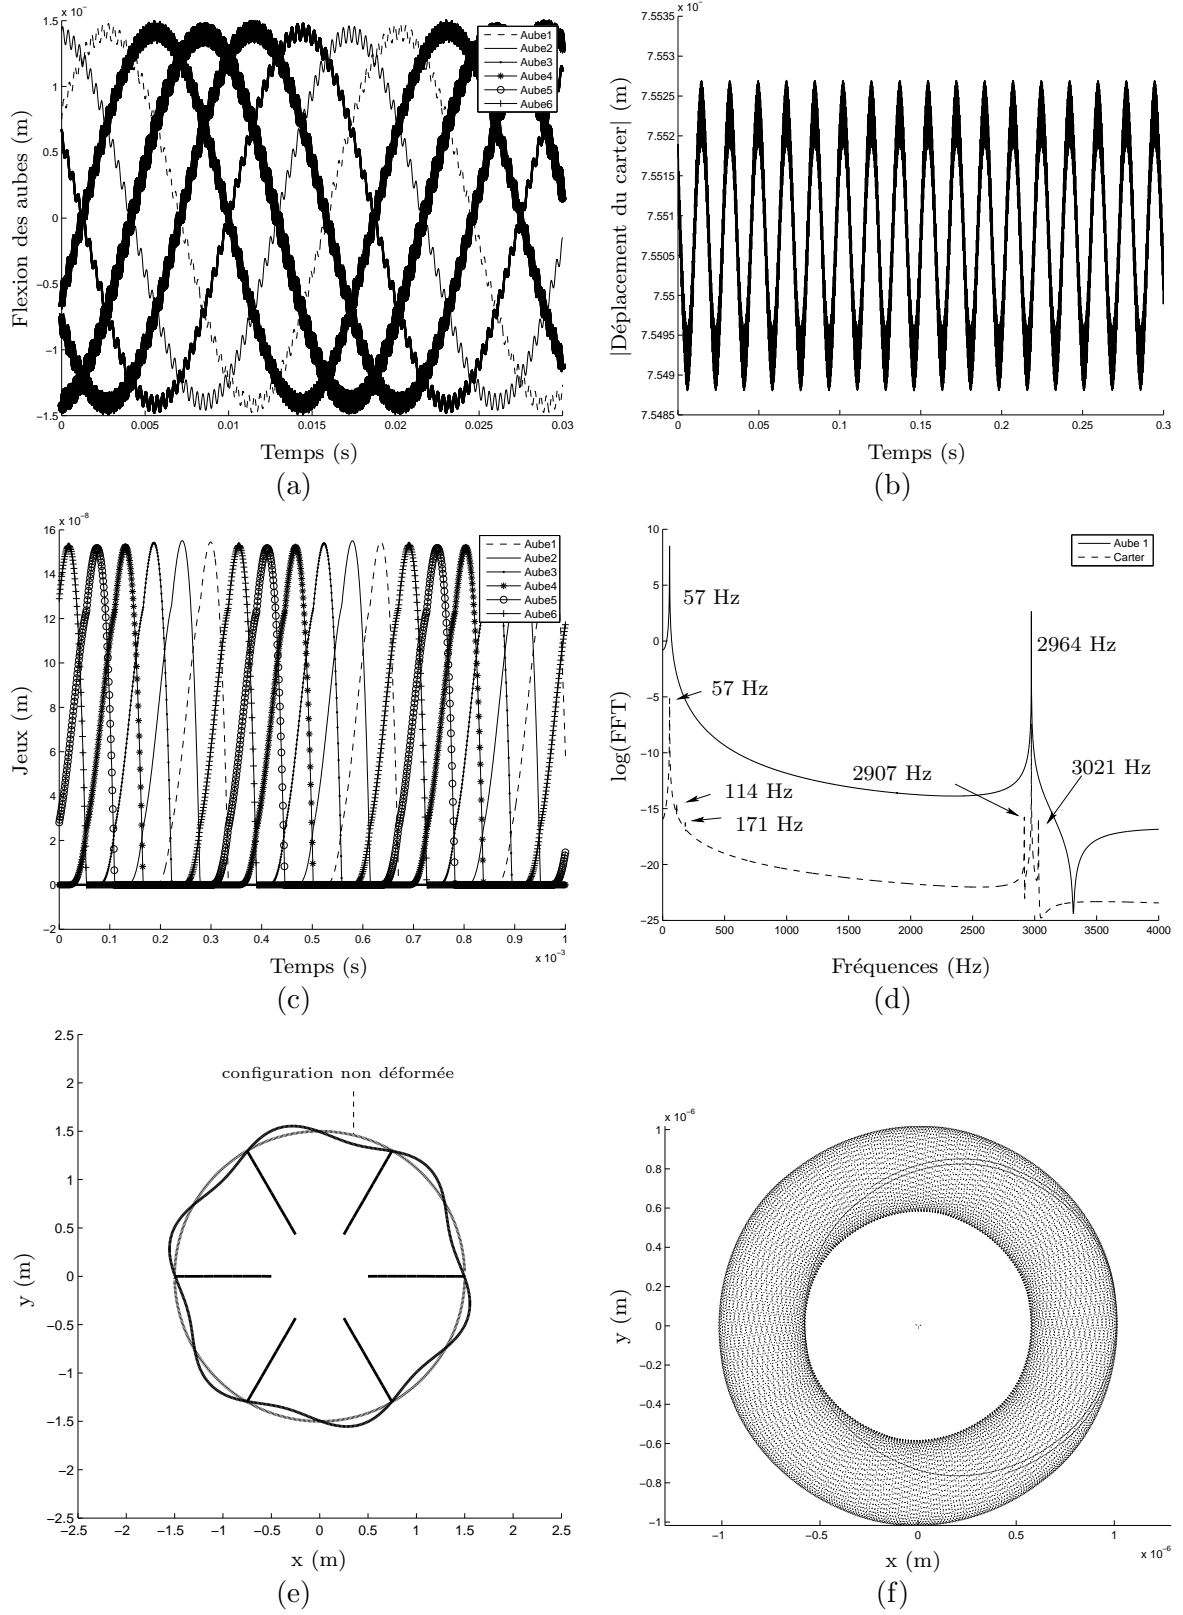 x 10⁻
1.5
1
0.5
0
−0.5
−1
−1.5
0
0.005
0.01
0.015
0.02
0.025
0.03
Flexion des aubes (m)
Temps (s)
Aube1
Aube2
Aube3
Aube4
Aube5
Aube6
(a)
x 10⁻
7.5535
7.553
7.5525
7.552
7.5515
7.551
7.5505
7.55
7.5495
7.549
7.5485
0
0.05
0.1
0.15
0.2
0.25
0.3
|Déplacement du carter| (m)
Temps (s)
(b)
x 10⁻⁸
16
14
12
10
8
6
4
2
0
−2
0
0.1
0.2
0.3
0.4
0.5
0.6
0.7
0.8
0.9
1
x 10⁻³
Jeux (m)
Temps (s)
Aube1
Aube2
Aube3
Aube4
Aube5
Aube6
(c)
10
5
0
−5
−10
−15
−20
−25
0
500
1000
1500
2000
2500
3000
3500
4000
log(FFT)
Fréquences (Hz)
Aube 1
Carter
57 Hz
2964 Hz
57 Hz
2907 Hz
3021 Hz
114 Hz
171 Hz
(d)
2.5
2
1.5
1
0.5
0
−0.5
−1
−1.5
−2
−2.5
−2.5
−2
−1.5
−1
−0.5
0
0.5
1
1.5
2
2.5
configuration non déformée
y (m)
x (m)
(e)
x 10⁻⁶
1
0.8
0.6
0.4
0.2
0
−0.2
−0.4
−0.6
−0.8
−1
−1
−0.5
0
0.5
1
x 10⁻⁶
y (m)
x (m)
(f)